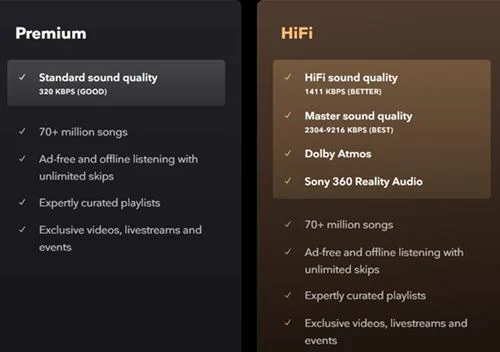 Premium
✓ Standard sound quality
320 KBPS (GOOD)
✓ 70+ million songs
✓ Ad-free and offline listening with
unlimited skips
✓ Expertly curated playlists
✓ Exclusive videos, livestreams and
events
HiFi
✓ HiFi sound quality
1411 KBPS (BETTER)
✓ Master sound quality
2304-9216 KBPS (BEST)
✓ Dolby Atmos
✓ Sony 360 Reality Audio
✓ 70+ million songs
✓ Ad-free and offline listening with
unlimited skips
✓ Expertly curated playlists
✓ Exclusive videos, livestreams and
events